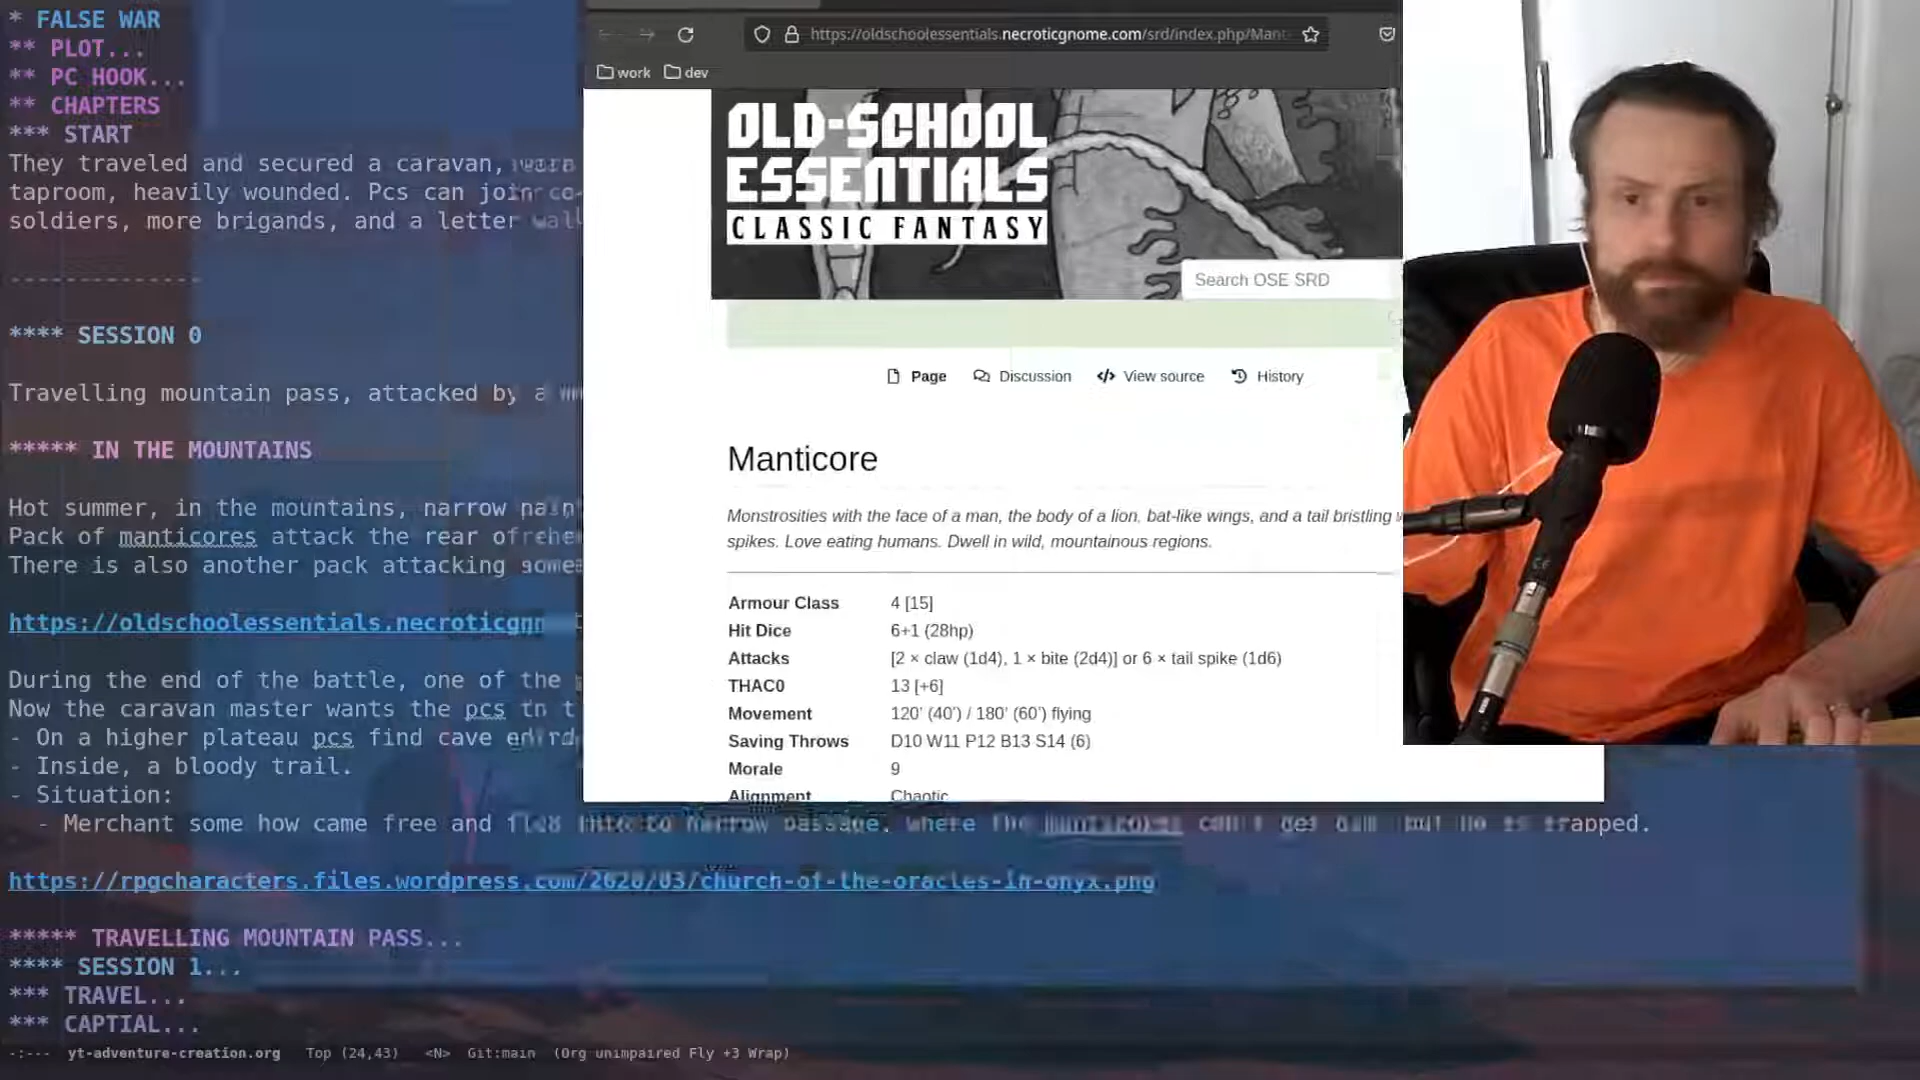 * FALSE WAR
** PLOT...
** PC HOOK...
** CHAPTERS
*** START
They traveled and secured a caravan,
taproom, heavily wounded. Pcs can join
soldiers, more brigands, and a letter
--------------
**** SESSION 0
Travelling mountain pass, attacked by a
***** IN THE MOUNTAINS
Hot summer, in the mountains, narrow
Pack of manticores attack the rear of
There is also another pack attacking
https://oldschoolessentials.necroticgn
During the end of the battle, one of the
Now the caravan master wants the pcs
- On a higher plateau pcs find cave
- Inside, a bloody trail.
- Situation:
- Merchant some how came free and narrow passage, where the trapped.
https://rpgcharacters.files.wordpress.com/2020/03/church-of-the-oracles-in-onyx.png
***** TRAVELLING MOUNTAIN PASS...
**** SESSION 1...
*** TRAVEL...
*** CAPTIAL...
-:--- yt-adventure-creation.org Top (24,43) <N> Git:main (Org unimpaired Fly +3 Wrap)
https://oldschoolessentials.necroticgnome.com/srd/index.php/Mant
work dev
OLD-SCHOOL
ESSENTIALS
CLASSIC FANTASY
Search OSE SRD
Page Discussion View source History
Manticore
Monstrosities with the face of a man, the body of a lion, bat-like wings, and a tail bristling
spikes. Love eating humans. Dwell in wild, mountainous regions.
Armour Class 4 [15]
Hit Dice 6+1 (28hp)
Attacks [2 × claw (1d4), 1 × bite (2d4)] or 6 × tail spike (1d6)
THAC0 13 [+6]
Movement 120’ (40’) / 180’ (60’) flying
Saving Throws D10 W11 P12 B13 S14 (6)
Morale 9
Alignment Chaotic